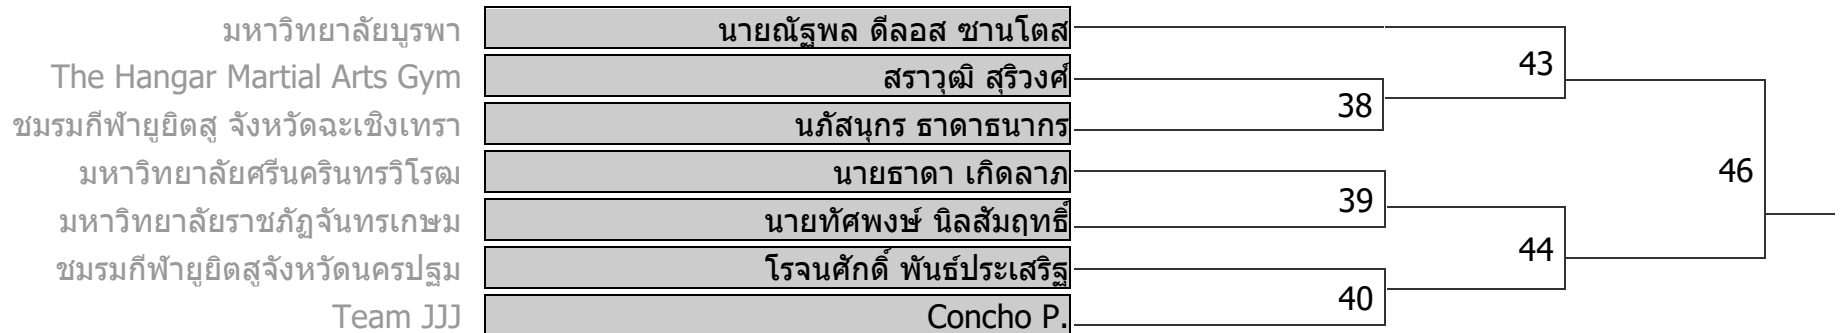 มหาวิทยาลัยบูรพา นายณัฐพล ดีลอส ซานโตส
43
The Hangar Martial Arts Gym สราวุฒิ สุริวงศ์
38
ชมรมกีฬายูยิตสู จังหวัดฉะเชิงเทรา นภัสนุกร ธาดาธนากร
46
มหาวิทยาลัยศรีนครินทรวิโรฒ นายธาดา เกิดลาภ
39
มหาวิทยาลัยราชภัฏจันทรเกษม นายทัศพงษ์ นิลสัมฤทธิ์
44
ชมรมกีฬายูยิตสูจังหวัดนครปฐม โรจนศักดิ์ พันธ์ประเสริฐ
40
Team JJJ Concho P.